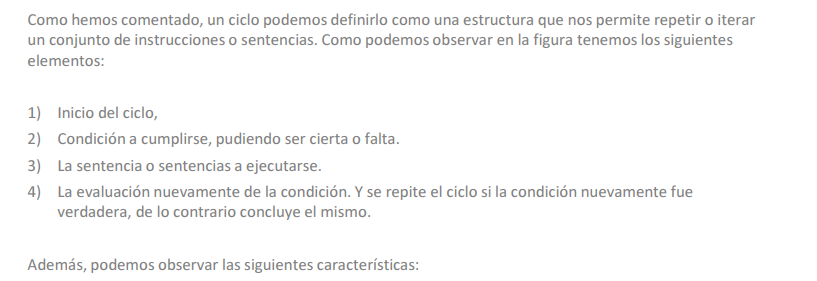 Como hemos comentado, un ciclo podemos definirlo como una estructura que nos permite repetir o iterar
un conjunto de instrucciones o sentencias. Como podemos observar en la figura tenemos los siguientes
elementos:
1) Inicio del ciclo,
2) Condición a cumplirse, pudiendo ser cierta o falta.
3) La sentencia o sentencias a ejecutarse.
4) La evaluación nuevamente de la condición. Y se repite el ciclo si la condición nuevamente fue
verdadera, de lo contrario concluye el mismo.
Además, podemos observar las siguientes características: